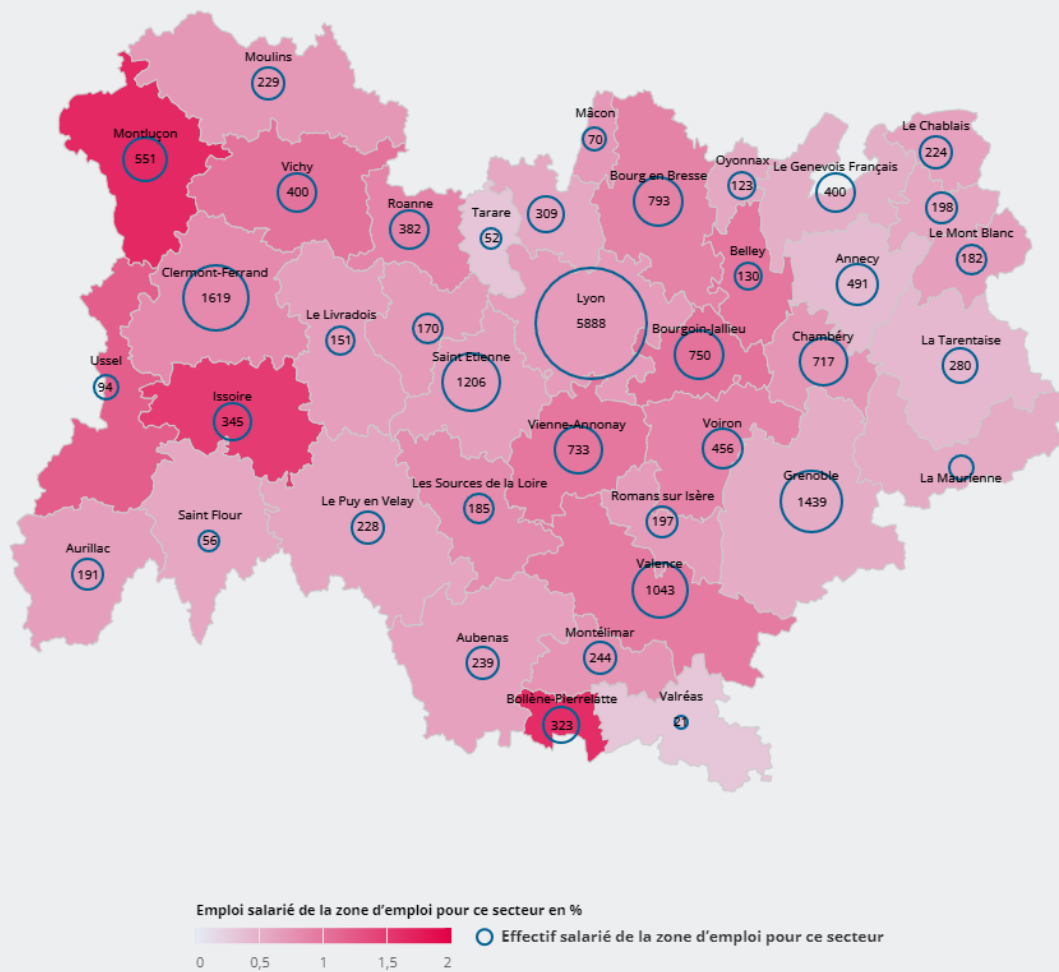 Moulins
229
Montluçon
551
Vichy
400
Roanne
382
Tarare
52
309
Mâcon
70
Bourg en Bresse
793
Oyonnax
123
Le Genevois Français
400
Le Chablais
224
198
Le Mont Blanc
182
Belley
130
Annecy
491
Clermont-Ferrand
1619
Le Livradois
151
170
Lyon
5888
Bourgoin-Jallieu
750
Chambéry
717
La Tarentaise
280
Ussel
94
Issoire
345
Saint Etienne
1206
Vienne-Annonay
733
Voiron
456
Grenoble
1439
La Maurienne
Les Sources de la Loire
185
Romans sur Isère
197
Le Puy en Velay
228
Saint Flour
56
Aurillac
191
Valence
1043
Aubenas
239
Montélimar
244
Bollène-Pierrelatte
323
Valréas
21
Emploi salarié de la zone d’emploi pour ce secteur en %
0 0,5 1 1,5 2
Effectif salarié de la zone d’emploi pour ce secteur